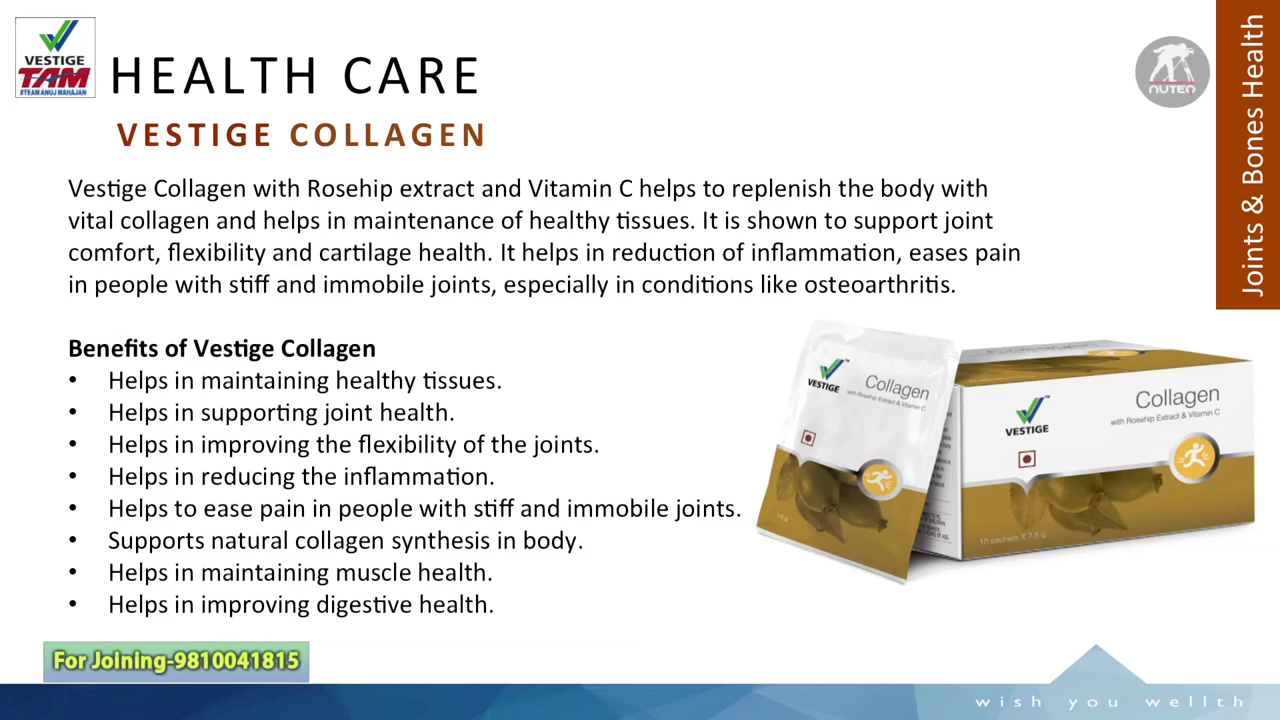 VESTIGE
TAM
#TEAM ANUJ MAHAJAN
HEALTH CARE
VESTIGE COLLAGEN
NUTEQ
Joints & Bones Health
Vestige Collagen with Rosehip extract and Vitamin C helps to replenish the body with
vital collagen and helps in maintenance of healthy tissues. It is shown to support joint
comfort, flexibility and cartilage health. It helps in reduction of inflammation, eases pain
in people with stiff and immobile joints, especially in conditions like osteoarthritis.
Benefits of Vestige Collagen
• Helps in maintaining healthy tissues.
• Helps in supporting joint health.
• Helps in improving the flexibility of the joints.
• Helps in reducing the inflammation.
• Helps to ease pain in people with stiff and immobile joints.
• Supports natural collagen synthesis in body.
• Helps in maintaining muscle health.
• Helps in improving digestive health.
VESTIGE
Collagen
with Rosehip Extract & Vitamin C
VESTIGE
Collagen
with Rosehip Extract & Vitamin C
10 sachets X 7.5 g
For Joining-9810041815
wish you wellth